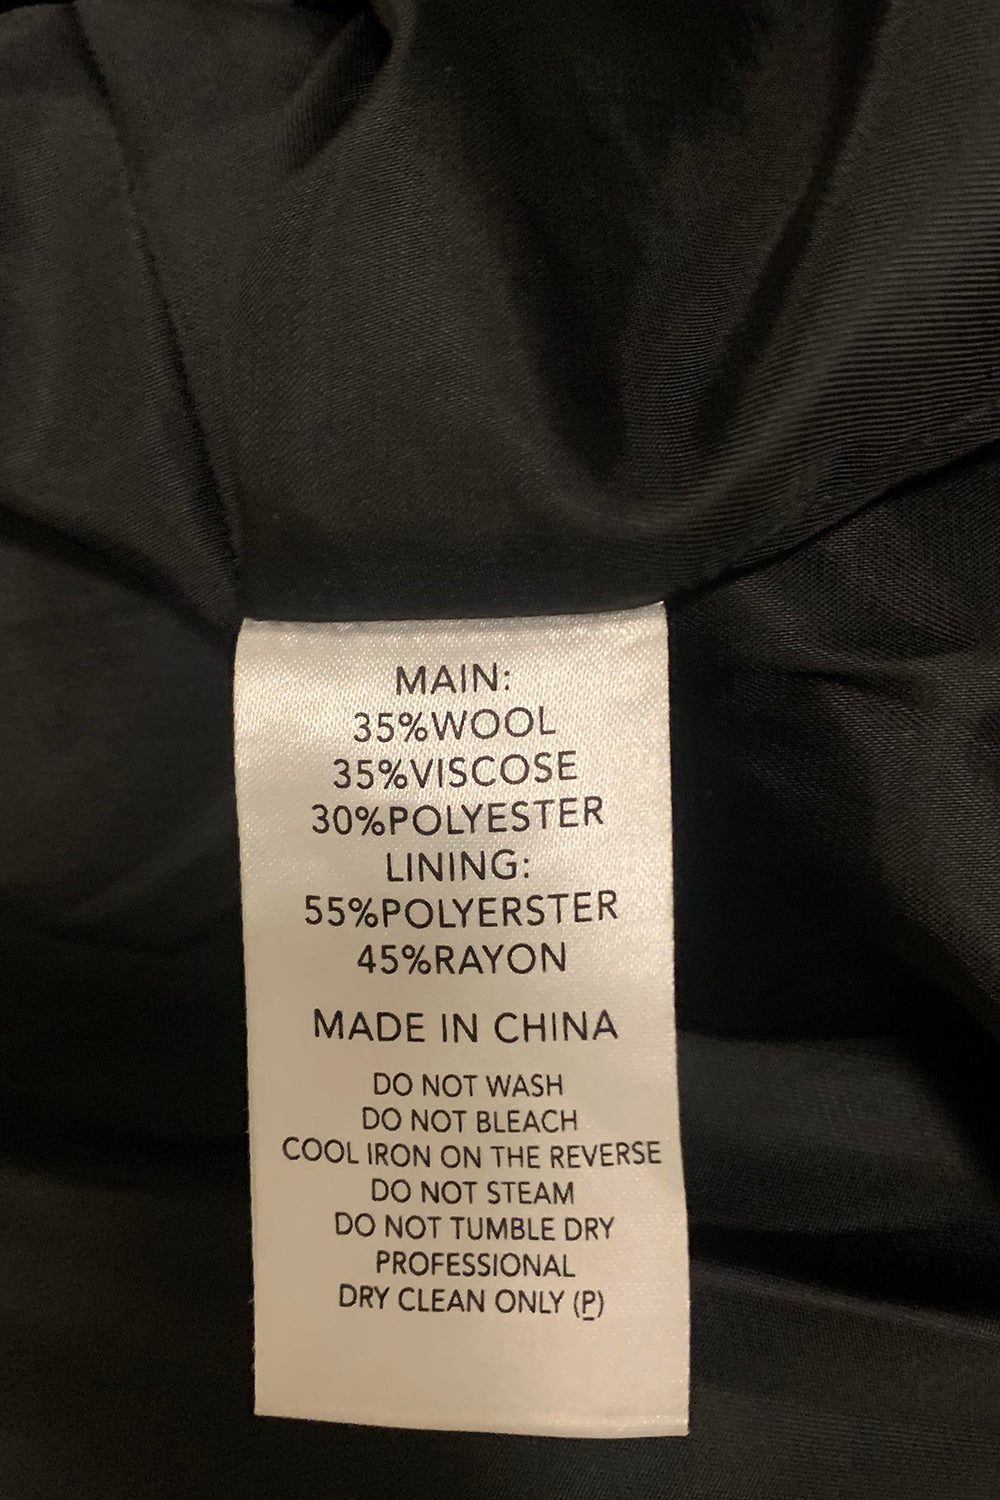 MAIN:
35%WOOL
35%VISCOSE
30%POLYESTER
LINING:
55%POLYERSTER
45%RAYON
MADE IN CHINA
DO NOT WASH
DO NOT BLEACH
COOL IRON ON THE REVERSE
DO NOT STEAM
DO NOT TUMBLE DRY
PROFESSIONAL
DRY CLEAN ONLY (P)